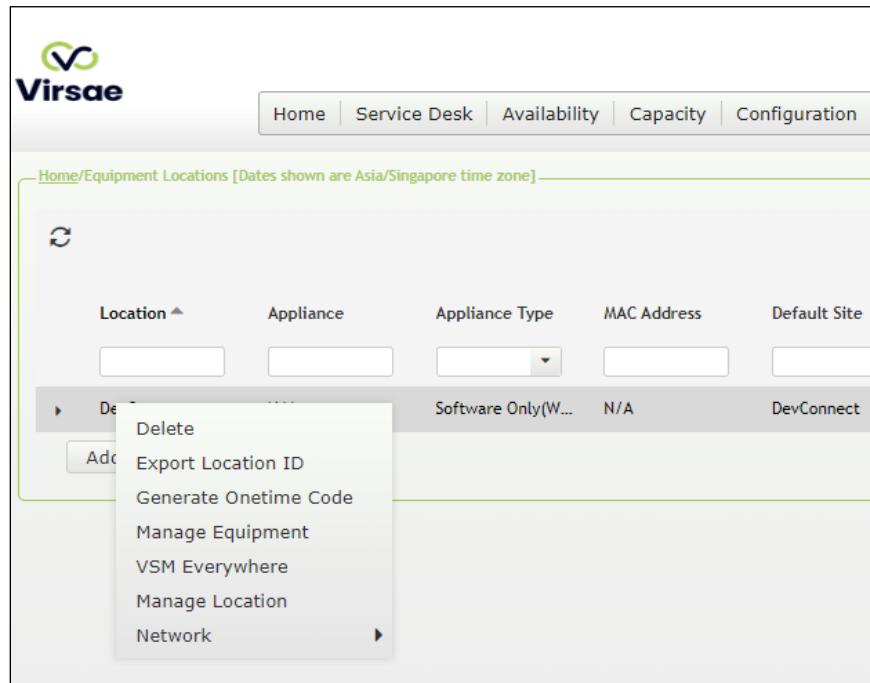 Virsae
Home Service Desk Availability Capacity Configuration
Home/Equipment Locations [Dates shown are Asia/Singapore time zone]
Location Appliance Appliance Type MAC Address Default Site
Software Only(W... N/A DevConnect
Delete
Export Location ID
Generate Onetime Code
Manage Equipment
VSM Everywhere
Manage Location
Network